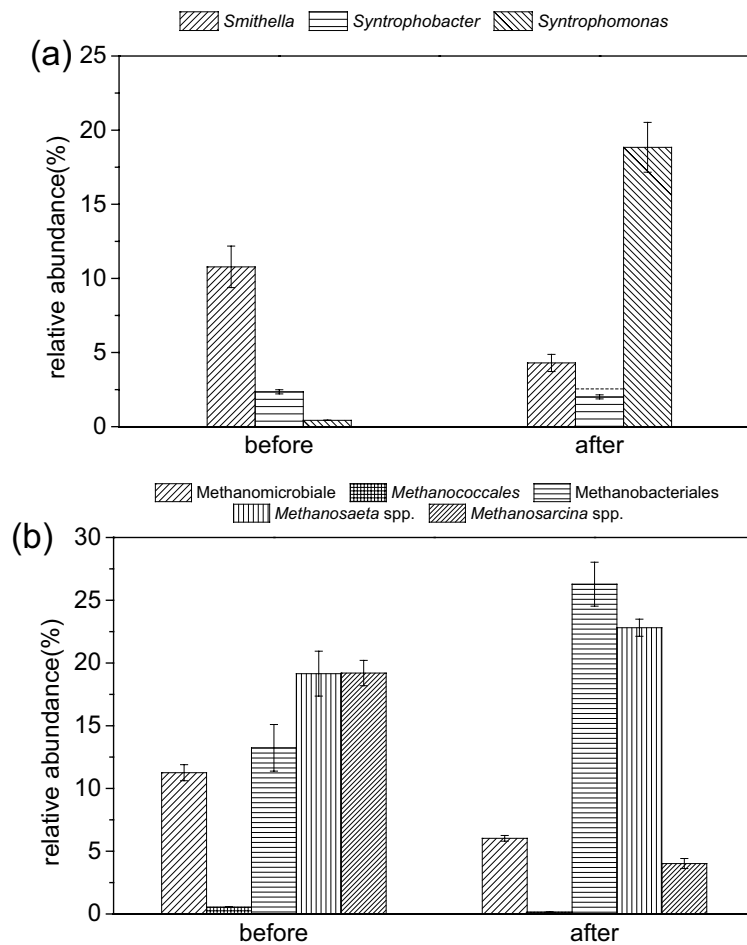 Smithella Syntrophobacter Syntrophomonas
(a)
25
20
15
10
5
0
relative abundance(%)
before after
Methanomicrobiale Methanococcales Methanobacteriales
Methanosaeta spp. Methanosarcina spp.
(b)
30
25
20
15
10
5
0
relative abundance(%)
before after